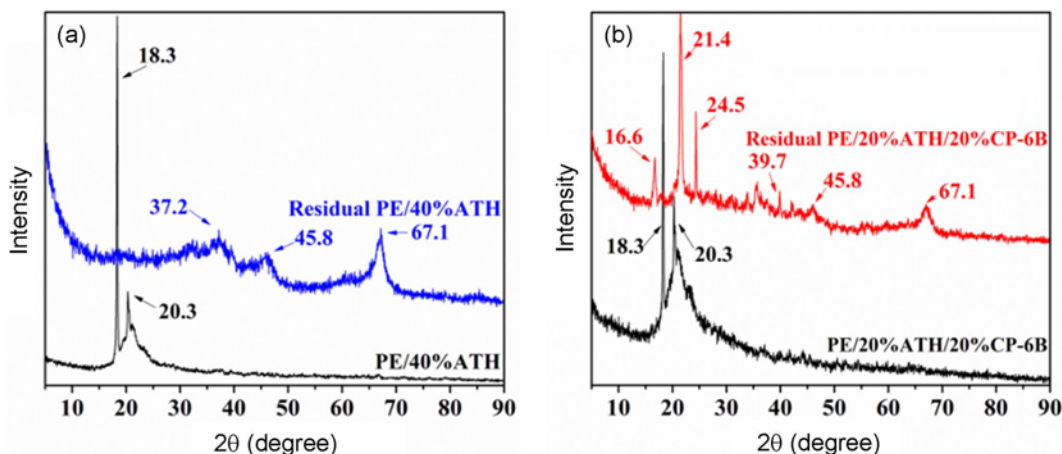 (a)
18.3
Residual PE/40%ATH
37.2
45.8
67.1
20.3
PE/40%ATH
Intensity
10 20 30 40 50 60 70 80 90
2θ (degree)
(b)
21.4
24.5
16.6
Residual PE/20%ATH/20%CP-6B
39.7
45.8
67.1
18.3
20.3
PE/20%ATH/20%CP-6B
Intensity
10 20 30 40 50 60 70 80 90
2θ (degree)